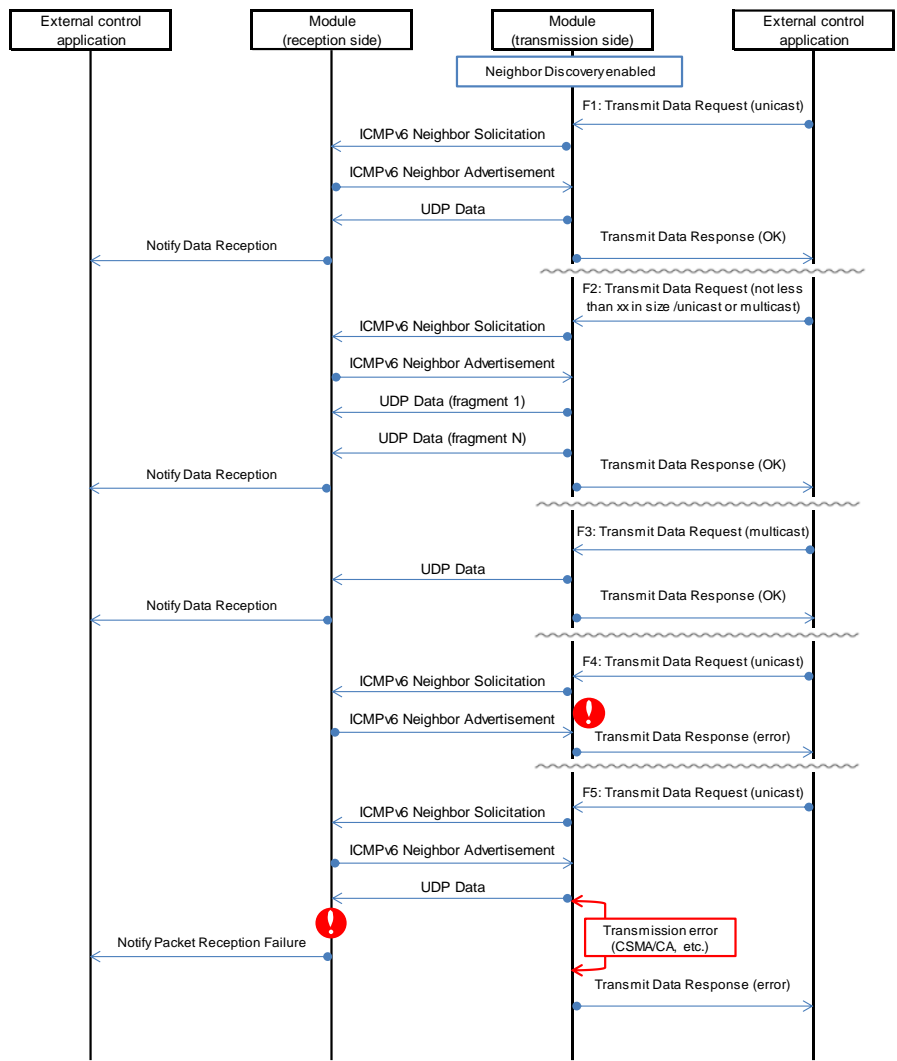 External control
application
Module
(reception side)
Module
(transmission side)
External control
application
Neighbor Discovery enabled
F1: Transmit Data Request (unicast)
ICMPv6 Neighbor Solicitation
ICMPv6 Neighbor Advertisement
UDP Data
Transmit Data Response (OK)
Notify Data Reception
F2: Transmit Data Request (not less
than xx in size /unicast or multicast)
ICMPv6 Neighbor Solicitation
ICMPv6 Neighbor Advertisement
UDP Data (fragment 1)
UDP Data (fragment N)
Transmit Data Response (OK)
Notify Data Reception
F3: Transmit Data Request (multicast)
UDP Data
Transmit Data Response (OK)
Notify Data Reception
F4: Transmit Data Request (unicast)
ICMPv6 Neighbor Solicitation
ICMPv6 Neighbor Advertisement
Transmit Data Response (error)
F5: Transmit Data Request (unicast)
ICMPv6 Neighbor Solicitation
ICMPv6 Neighbor Advertisement
UDP Data
Transmission error
(CSMA/CA, etc.)
Notify Packet Reception Failure
Transmit Data Response (error)